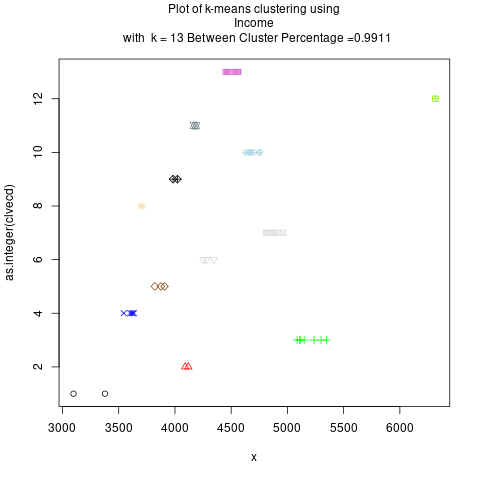 Plot of k-means clustering using
Income
with  k = 13 Between Cluster Percentage =0.9911
as.integer(clvecd)
12
10
8
6
4
2
3000 3500 4000 4500 5000 5500 6000
x